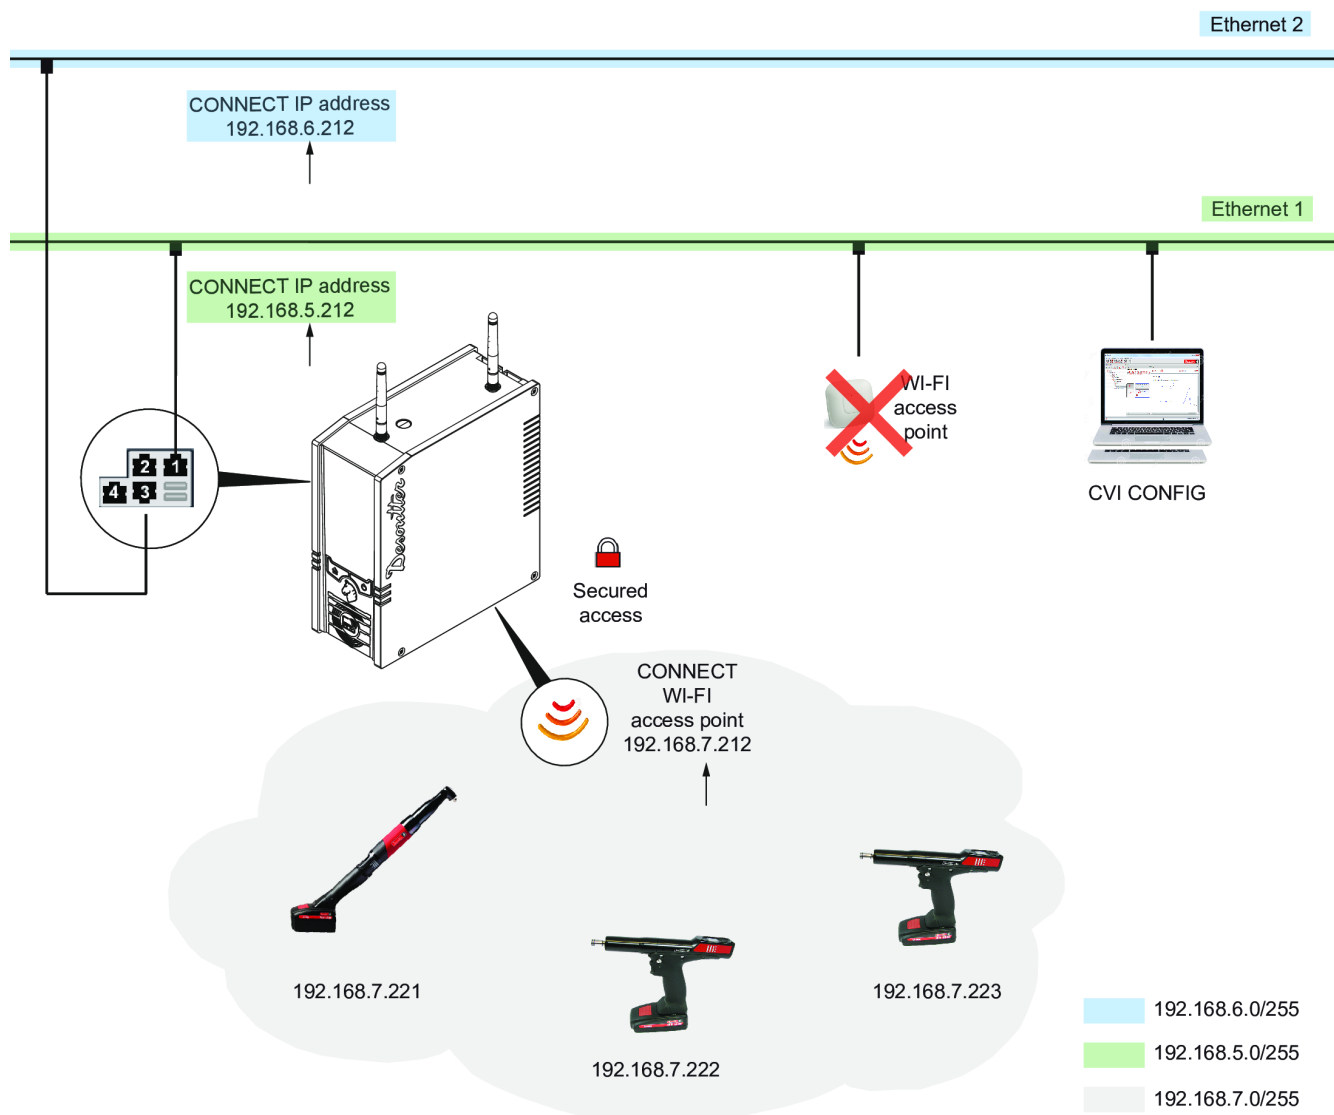 Ethernet 2
CONNECT IP address
192.168.6.212
Ethernet 1
CONNECT IP address
192.168.5.212
WI-FI
access
point
2 1
4 3
CVI CONFIG
Desoutter
Secured
access
CONNECT
WI-FI
access point
192.168.7.212
192.168.7.221
192.168.7.222
192.168.7.223
192.168.6.0/255
192.168.5.0/255
192.168.7.0/255